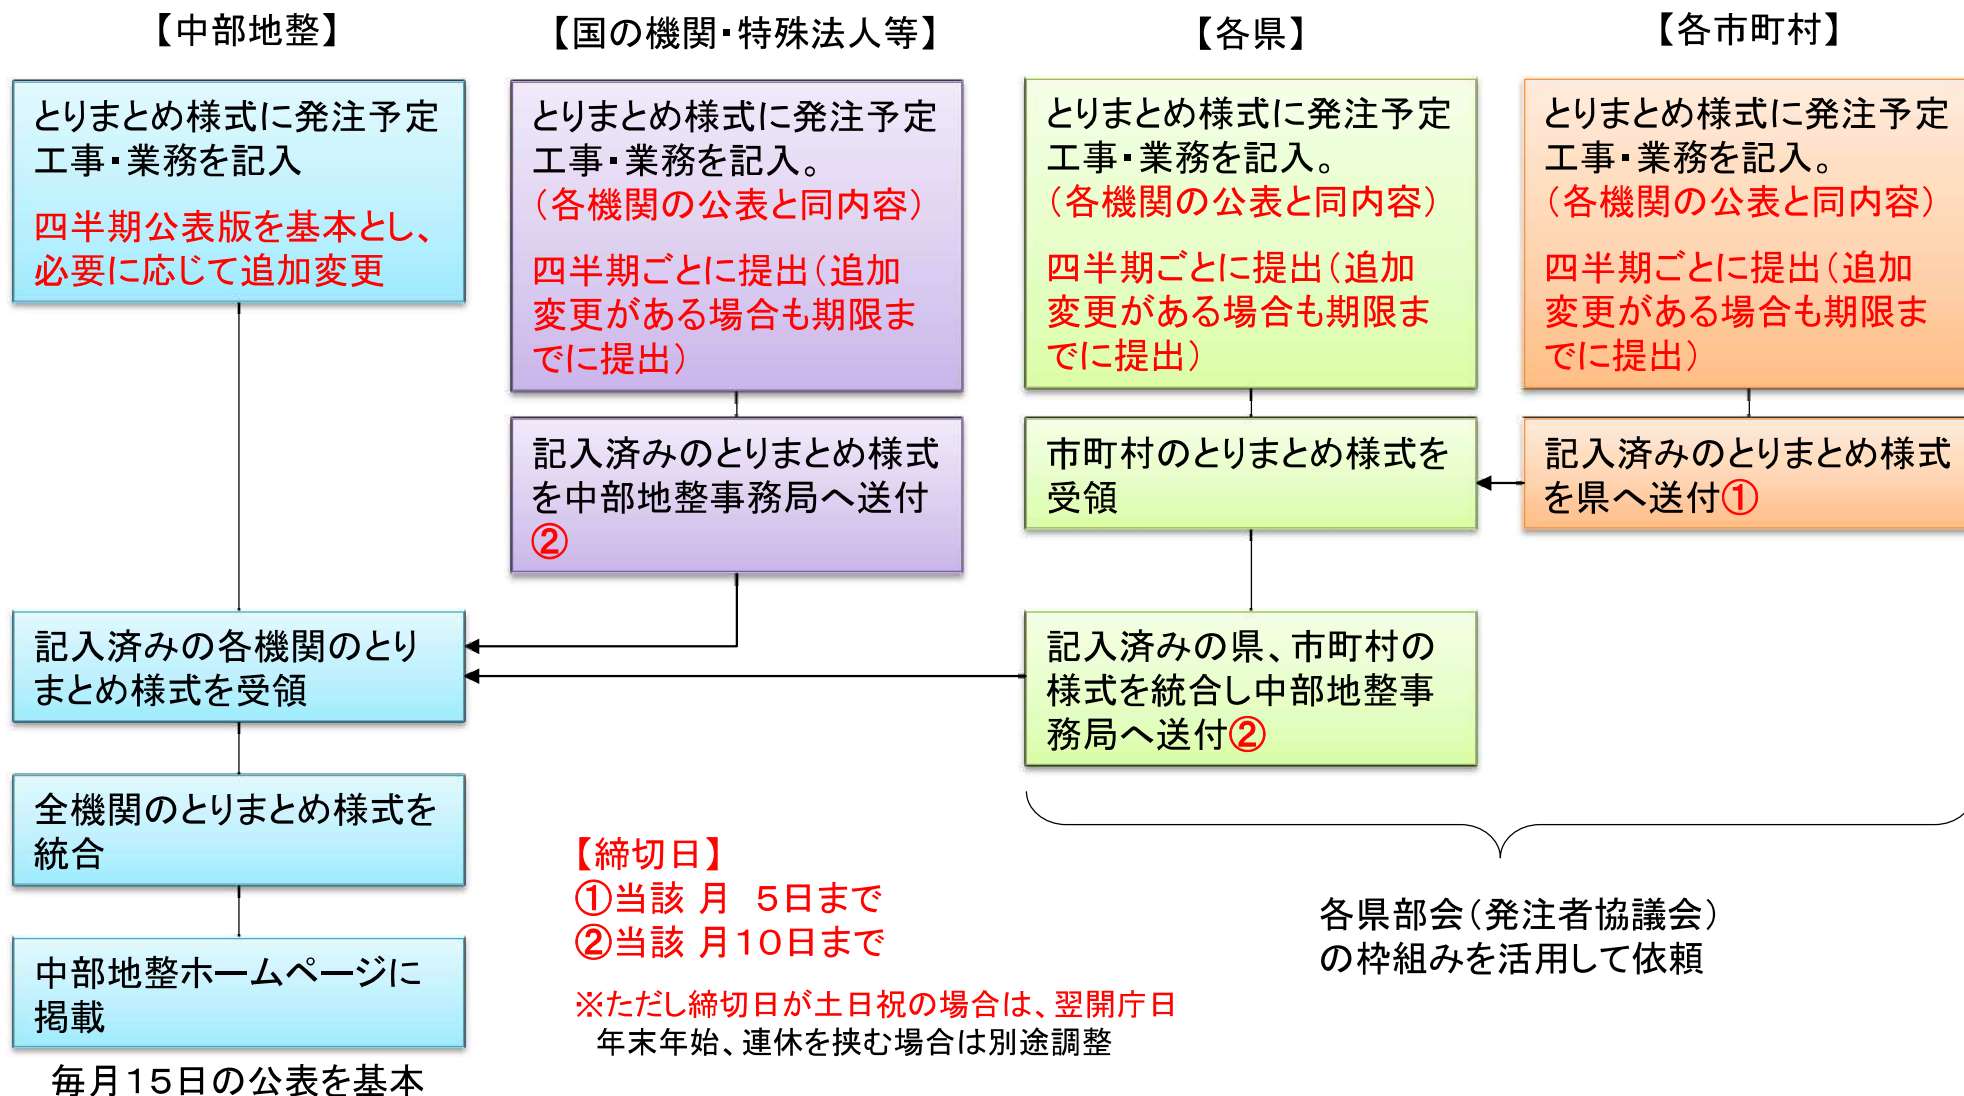 【中部地整】
とりまとめ様式に発注予定
工事・業務を記入
四半期公表版を基本とし、
必要に応じて追加変更
記入済みの各機関のとり
まとめ様式を受領
全機関のとりまとめ様式を
統合
中部地整ホームページに
掲載
毎月15日の公表を基本
【国の機関・特殊法人等】
とりまとめ様式に発注予定
工事・業務を記入。
（各機関の公表と同内容）
四半期ごとに提出（追加
変更がある場合も期限ま
でに提出）
記入済みのとりまとめ様式
を中部地整事務局へ送付
②
【各県】
とりまとめ様式に発注予定
工事・業務を記入。
（各機関の公表と同内容）
四半期ごとに提出（追加
変更がある場合も期限ま
でに提出）
市町村のとりまとめ様式を
受領
記入済みの県、市町村の
様式を統合し中部地整事
務局へ送付②
【各市町村】
とりまとめ様式に発注予定
工事・業務を記入。
（各機関の公表と同内容）
四半期ごとに提出（追加
変更がある場合も期限ま
でに提出）
記入済みのとりまとめ様式
を県へ送付①
【締切日】
①当該 月　5日まで
②当該 月10日まで
※ただし締切日が土日祝の場合は、翌開庁日
年末年始、連休を挟む場合は別途調整
各県部会（発注者協議会）
の枠組みを活用して依頼